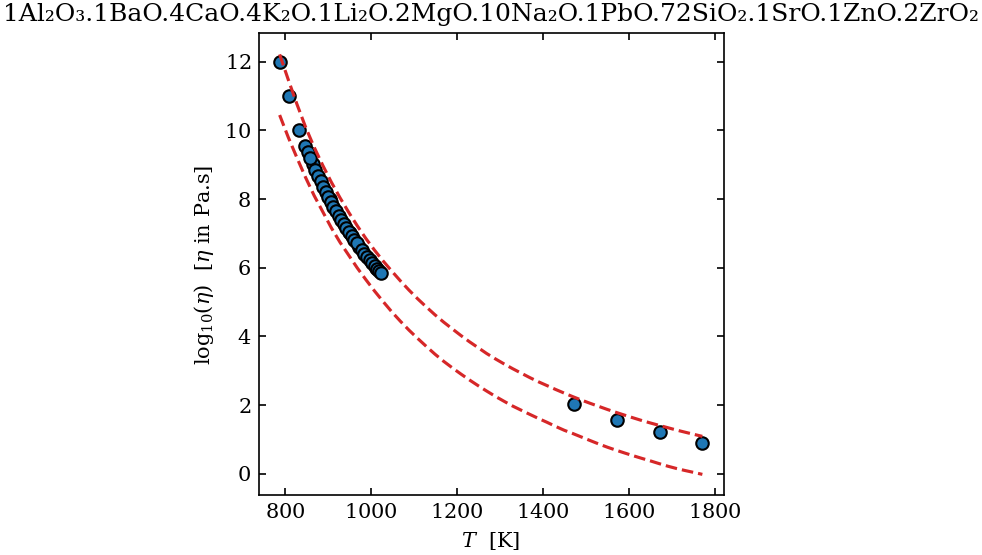 1Al₂O₃.1BaO.4CaO.4K₂O.1Li₂O.2MgO.10Na₂O.1PbO.72SiO₂.1SrO.1ZnO.2ZrO₂
12
10
8
6
4
2
0
log₁₀(η) [η in Pa.s]
800 1000 1200 1400 1600 1800
T [K]